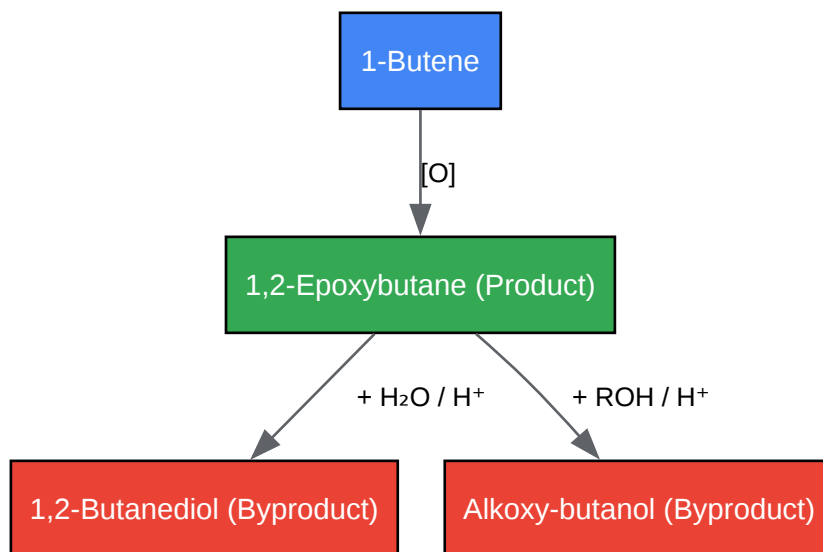 1-Butene
[O]
1,2-Epoxybutane (Product)
+ H₂O / H⁺
+ ROH / H⁺
1,2-Butanediol (Byproduct)
Alkoxy-butanol (Byproduct)